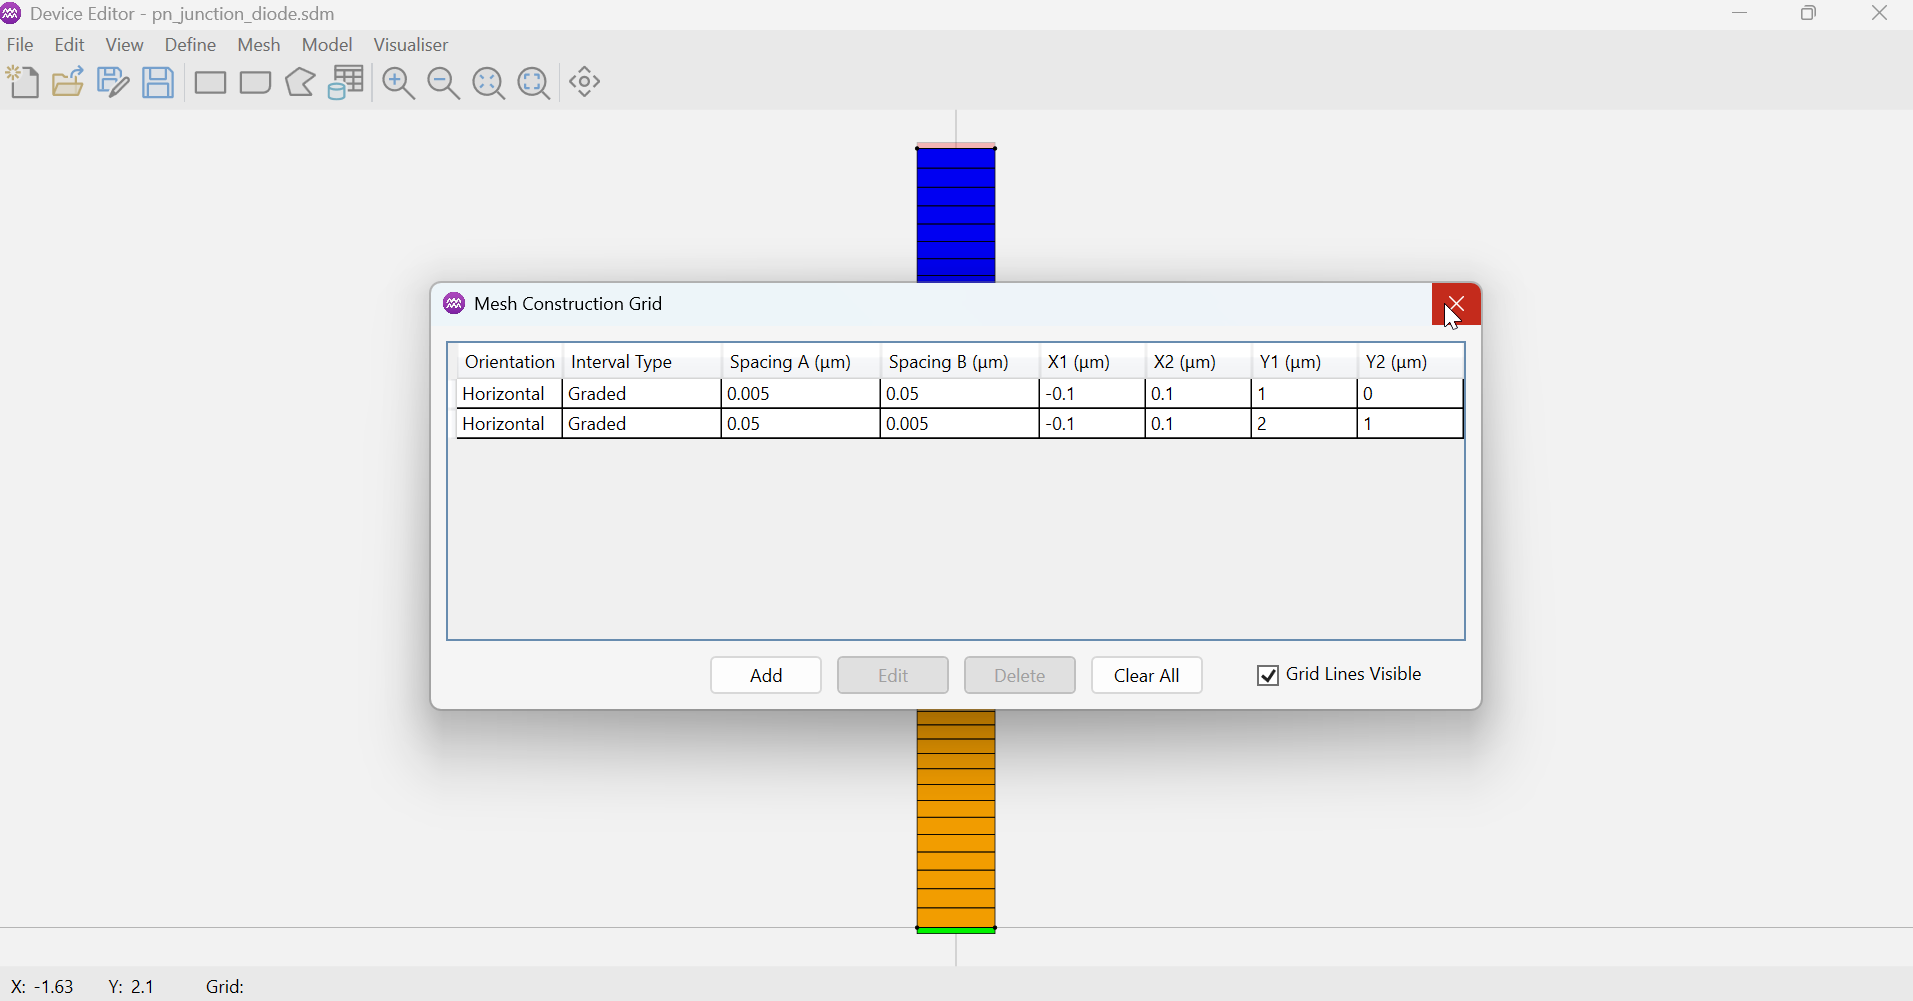 Device Editor - pn_junction_diode.sdm
File Edit View Define Mesh Model Visualiser
Mesh Construction Grid
Orientation Interval Type Spacing A (µm) Spacing B (µm) X1 (µm) X2 (µm) Y1 (µm) Y2 (µm)
Horizontal Graded 0.005 0.05 -0.1 0.1 1 0
Horizontal Graded 0.05 0.005 -0.1 0.1 2 1
Add Edit Delete Clear All Grid Lines Visible
X: -1.63 Y: 2.1 Grid: